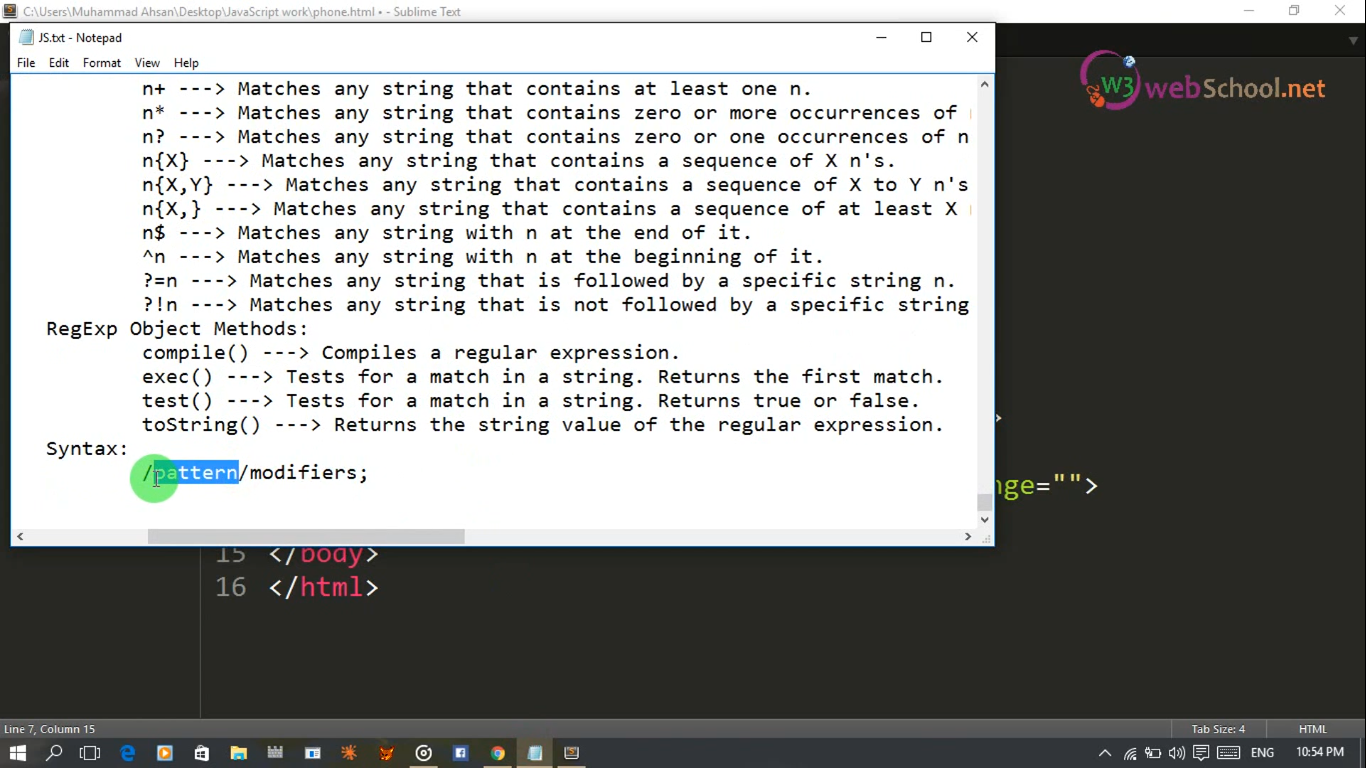 C:\Users\Muhammad Ahsan\Desktop\JavaScript work\phone.html • - Sublime Text
JS.txt - Notepad
File Edit Format View Help
W3webSchool.net
n+ ---> Matches any string that contains at least one n.
n* ---> Matches any string that contains zero or more occurrences of
n? ---> Matches any string that contains zero or one occurrences of n
n{X} ---> Matches any string that contains a sequence of X n's.
n{X,Y} ---> Matches any string that contains a sequence of X to Y n's
n{X,} ---> Matches any string that contains a sequence of at least X
n$ ---> Matches any string with n at the end of it.
^n ---> Matches any string with n at the beginning of it.
?=n ---> Matches any string that is followed by a specific string n.
?!n ---> Matches any string that is not followed by a specific string
RegExp Object Methods:
compile() ---> Compiles a regular expression.
exec() ---> Tests for a match in a string. Returns the first match.
test() ---> Tests for a match in a string. Returns true or false.
toString() ---> Returns the string value of the regular expression.
>
Syntax:
/pattern/modifiers;
nge="">
15 </body>
16 </html>
Line 7, Column 15 Tab Size: 4 HTML
ENG 10:54 PM